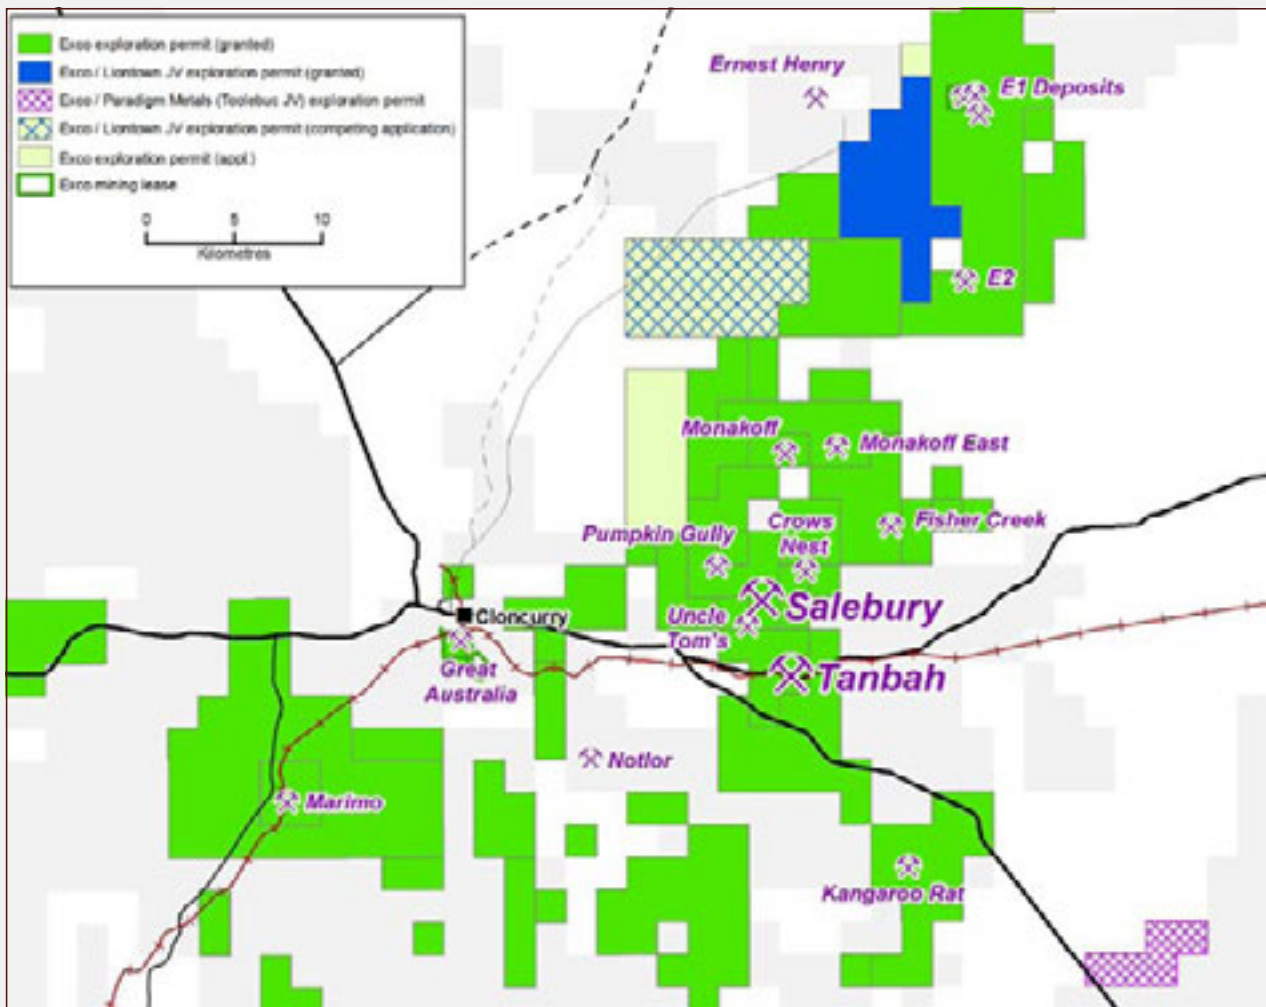 Exco exploration permit (granted)
Exco / Liontown JV exploration permit (granted)
Exco / Paradigm Metals (Toolebuc JV) exploration permit
Exco / Liontown JV exploration permit (competing application)
Exco exploration permit (appl.)
Exco mining lease
0 5 10
Kilometres
Ernest Henry
E1 Deposits
E2
Monakoff
Monakoff East
Pumpkin Gully
Crows
Nest
Fisher Creek
Salebury
Uncle
Tom's
Cloncurry
Great
Australia
Tanbah
Notlor
Marimo
Kangaroo Rat